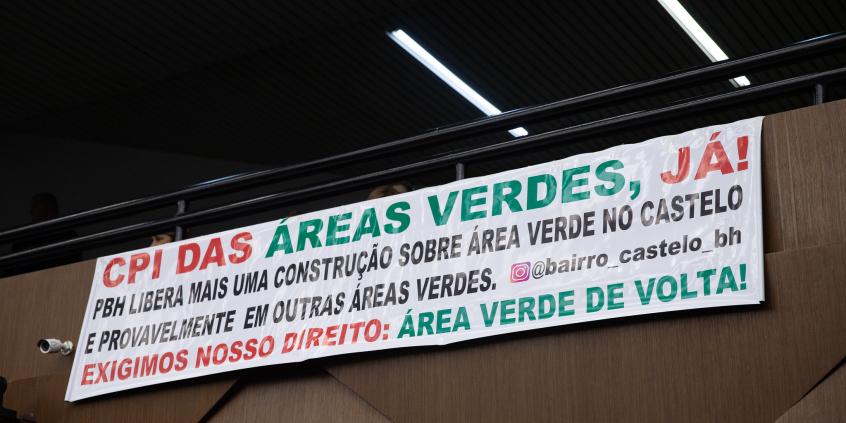 CPI DAS ÁREAS VERDES, JÁ!
PBH LIBERA MAIS UMA CONSTRUÇÃO SOBRE ÁREA VERDE NO CASTELO
E PROVAVELMENTE EM OUTRAS ÁREAS VERDES. @bairro_castelo_bh
EXIGIMOS NOSSO DIREITO: ÁREA VERDE DE VOLTA!